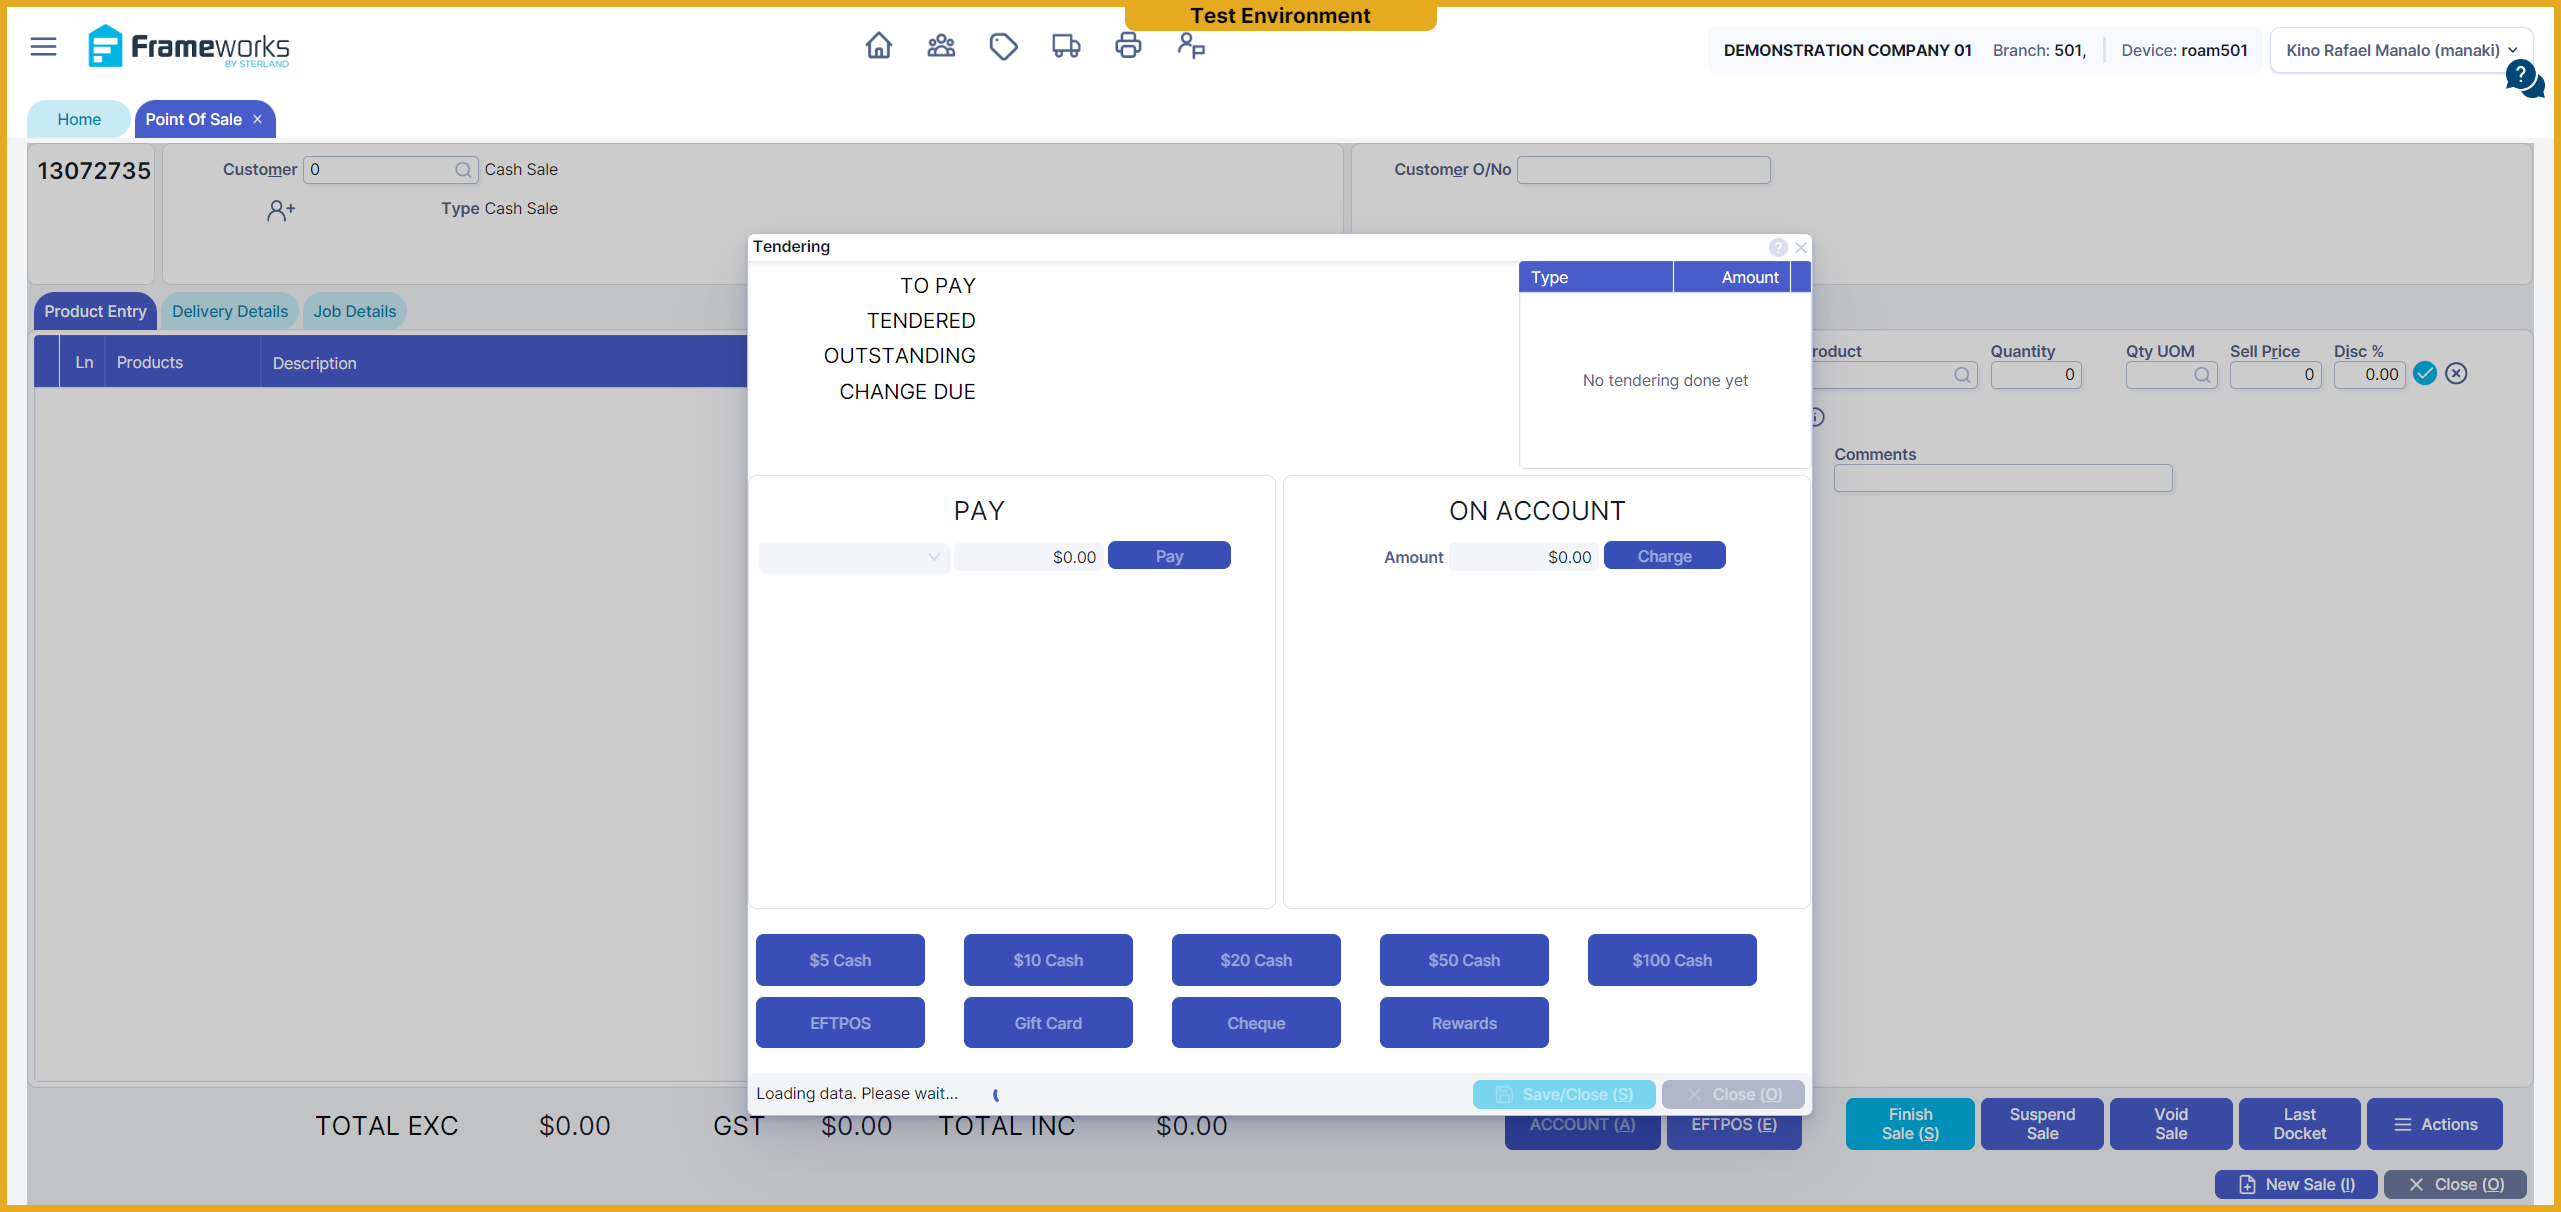 Test Environment
Frameworks
BY STERLAND
DEMONSTRATION COMPANY 01 Branch: 501, Device: roam501
Kino Rafael Manalo (manaki)
?
Home
Point Of Sale ×
13072735
Customer 0 Cash Sale
Type Cash Sale
Customer O/No
Tendering
?
TO PAY
TENDERED
OUTSTANDING
CHANGE DUE
Type Amount
No tendering done yet
Product Entry Delivery Details Job Details
Ln Products Description
roduct Quantity Qty UOM Sell Price Disc %
0 0 0.00
Comments
PAY
$0.00 Pay
ON ACCOUNT
Amount $0.00 Charge
$5 Cash $10 Cash $20 Cash $50 Cash $100 Cash
EFTPOS Gift Card Cheque Rewards
Loading data. Please wait...
Save/Close (S) Close (O)
TOTAL EXC $0.00 GST $0.00 TOTAL INC $0.00
ACCOUNT (A) EFTPOS (E)
Finish
Sale (S)
Suspend
Sale
Void
Sale
Last
Docket
Actions
New Sale (I) Close (O)